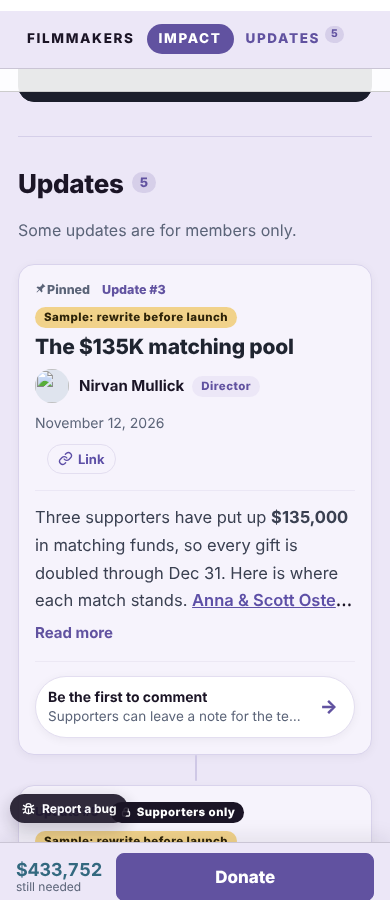 FILMMAKERS IMPACT UPDATES 5
Updates 5
Some updates are for members only.
Pinned Update #3
Sample: rewrite before launch
The $135K matching pool
Nirvan Mullick Director
November 12, 2026
Link
Three supporters have put up $135,000
in matching funds, so every gift is
doubled through Dec 31. Here is where
each match stands. Anna & Scott Oste...
Read more
Be the first to comment
Supporters can leave a note for the te...
Report a bug Supporters only
Sample: rewrite before launch
$433,752
still needed
Donate